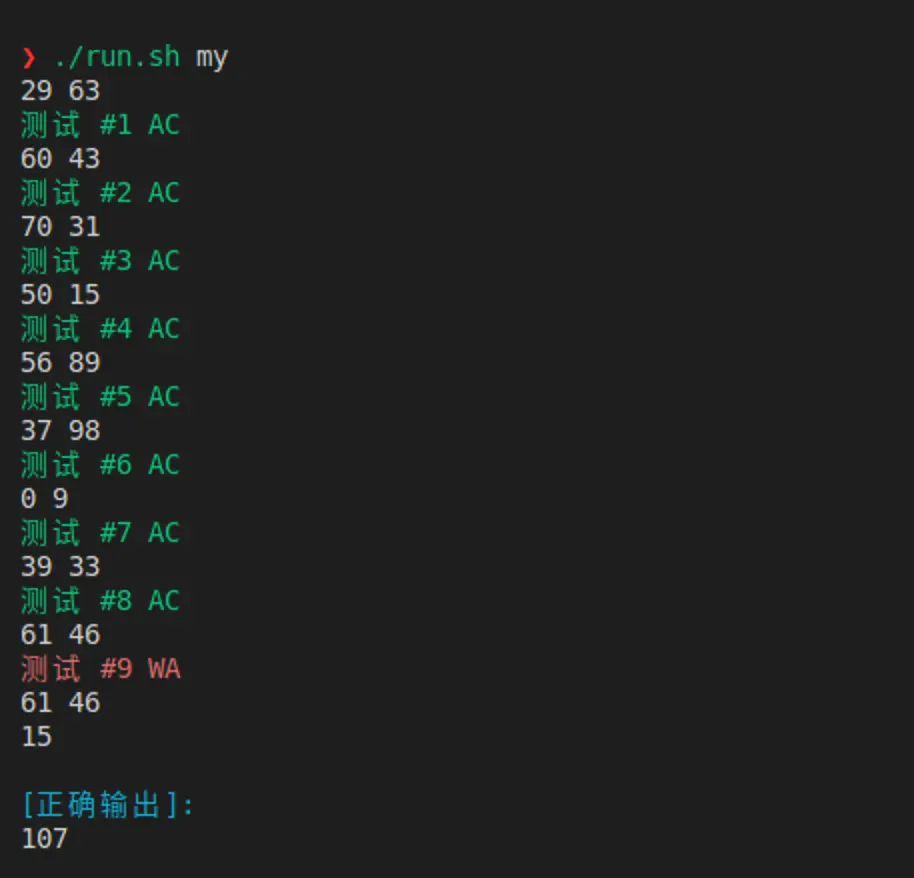 ❯ ./run.sh my
29 63
测试 #1 AC
60 43
测试 #2 AC
70 31
测试 #3 AC
50 15
测试 #4 AC
56 89
测试 #5 AC
37 98
测试 #6 AC
0 9
测试 #7 AC
39 33
测试 #8 AC
61 46
测试 #9 WA
61 46
15
[正确输出]:
107